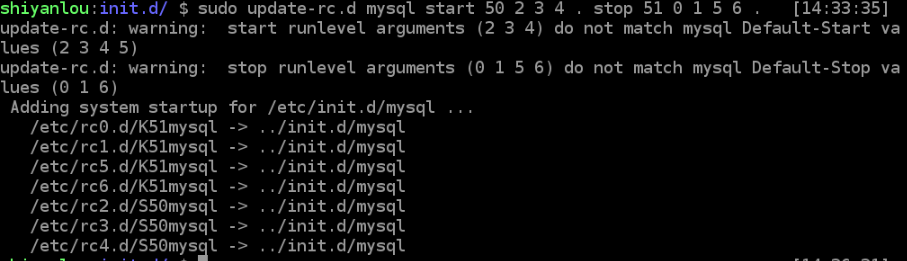 shiyanlou:init.d/ $ sudo update-rc.d mysql start 50 2 3 4 . stop 51 0 1 5 6 .   [14:33:35]
update-rc.d: warning:  start runlevel arguments (2 3 4) do not match mysql Default-Start va
lues (2 3 4 5)
update-rc.d: warning:  stop runlevel arguments (0 1 5 6) do not match mysql Default-Stop va
lues (0 1 6)
 Adding system startup for /etc/init.d/mysql ...
   /etc/rc0.d/K51mysql -> ../init.d/mysql
   /etc/rc1.d/K51mysql -> ../init.d/mysql
   /etc/rc5.d/K51mysql -> ../init.d/mysql
   /etc/rc6.d/K51mysql -> ../init.d/mysql
   /etc/rc2.d/S50mysql -> ../init.d/mysql
   /etc/rc3.d/S50mysql -> ../init.d/mysql
   /etc/rc4.d/S50mysql -> ../init.d/mysql